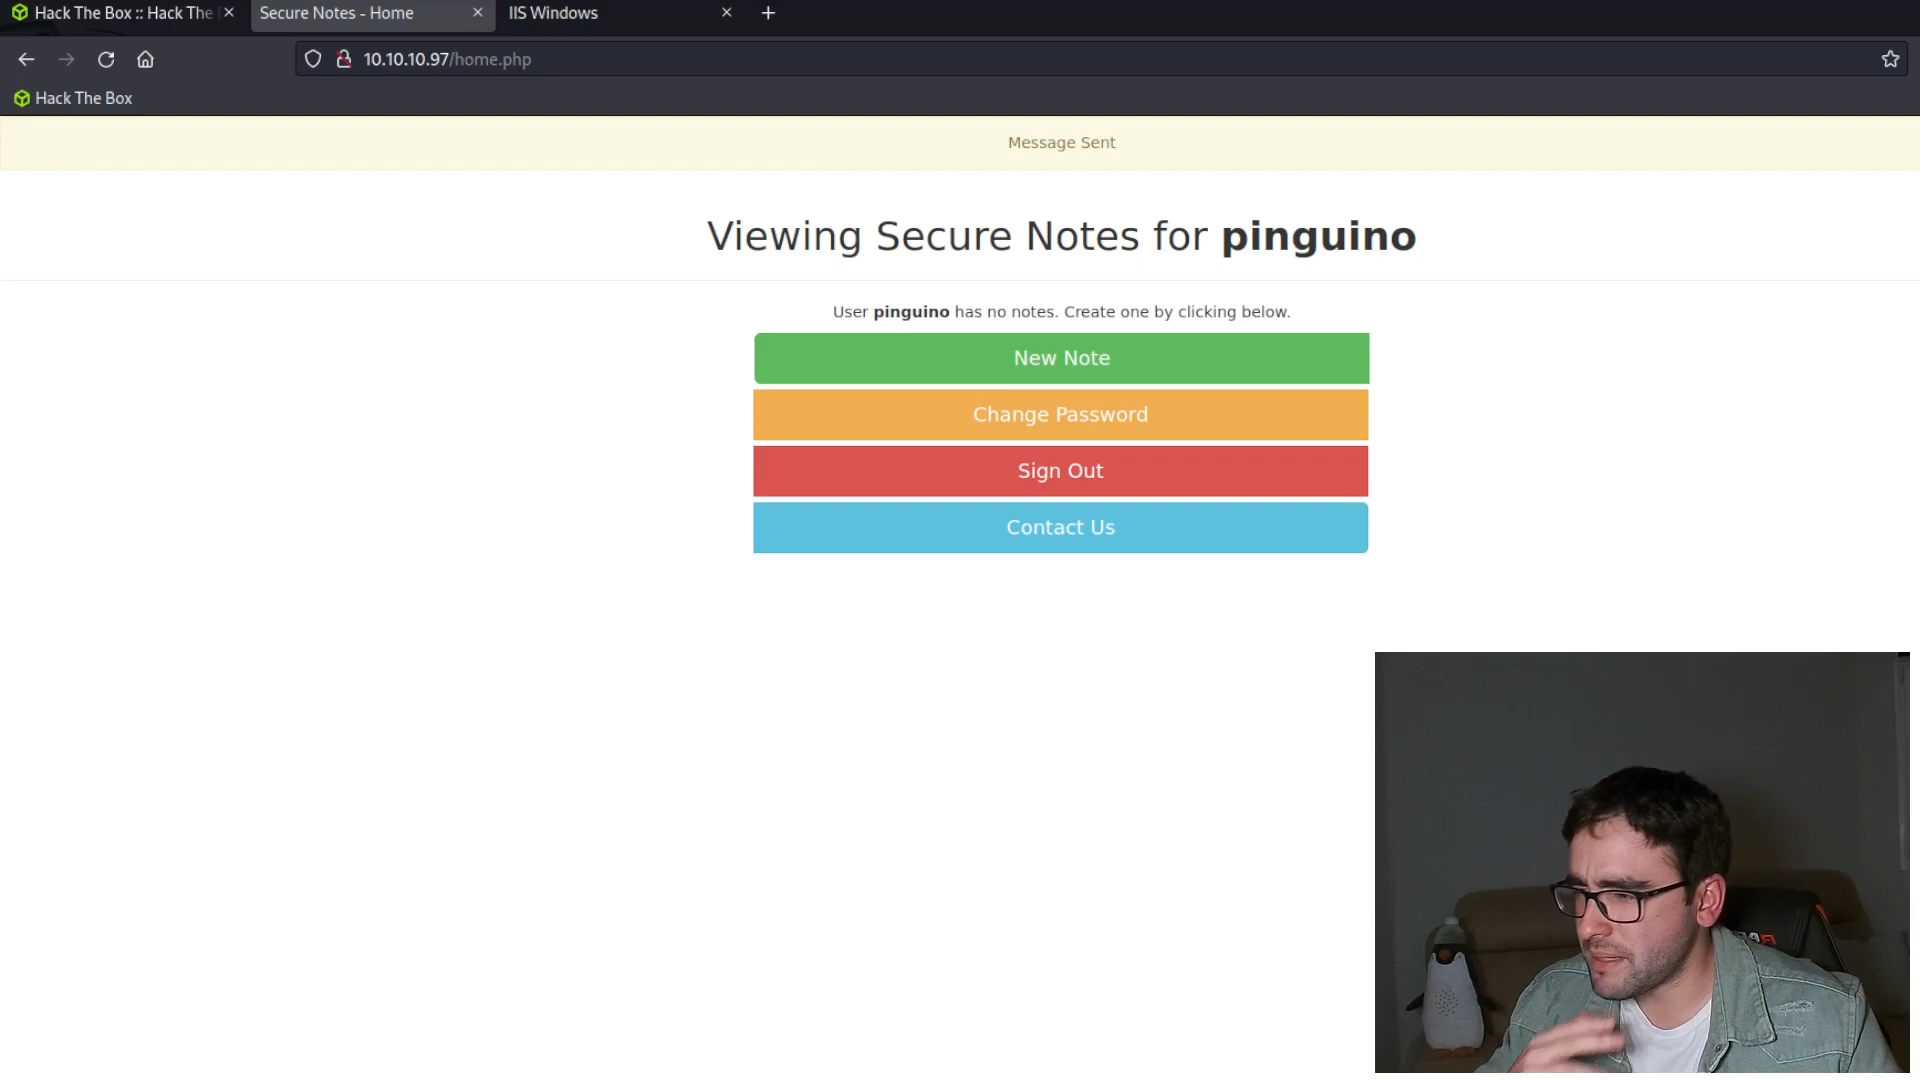 Hack The Box :: Hack The
Secure Notes - Home
IIS Windows
10.10.10.97/home.php
Hack The Box
Message Sent
Viewing Secure Notes for pinguino
User pinguino has no notes. Create one by clicking below.
New Note
Change Password
Sign Out
Contact Us